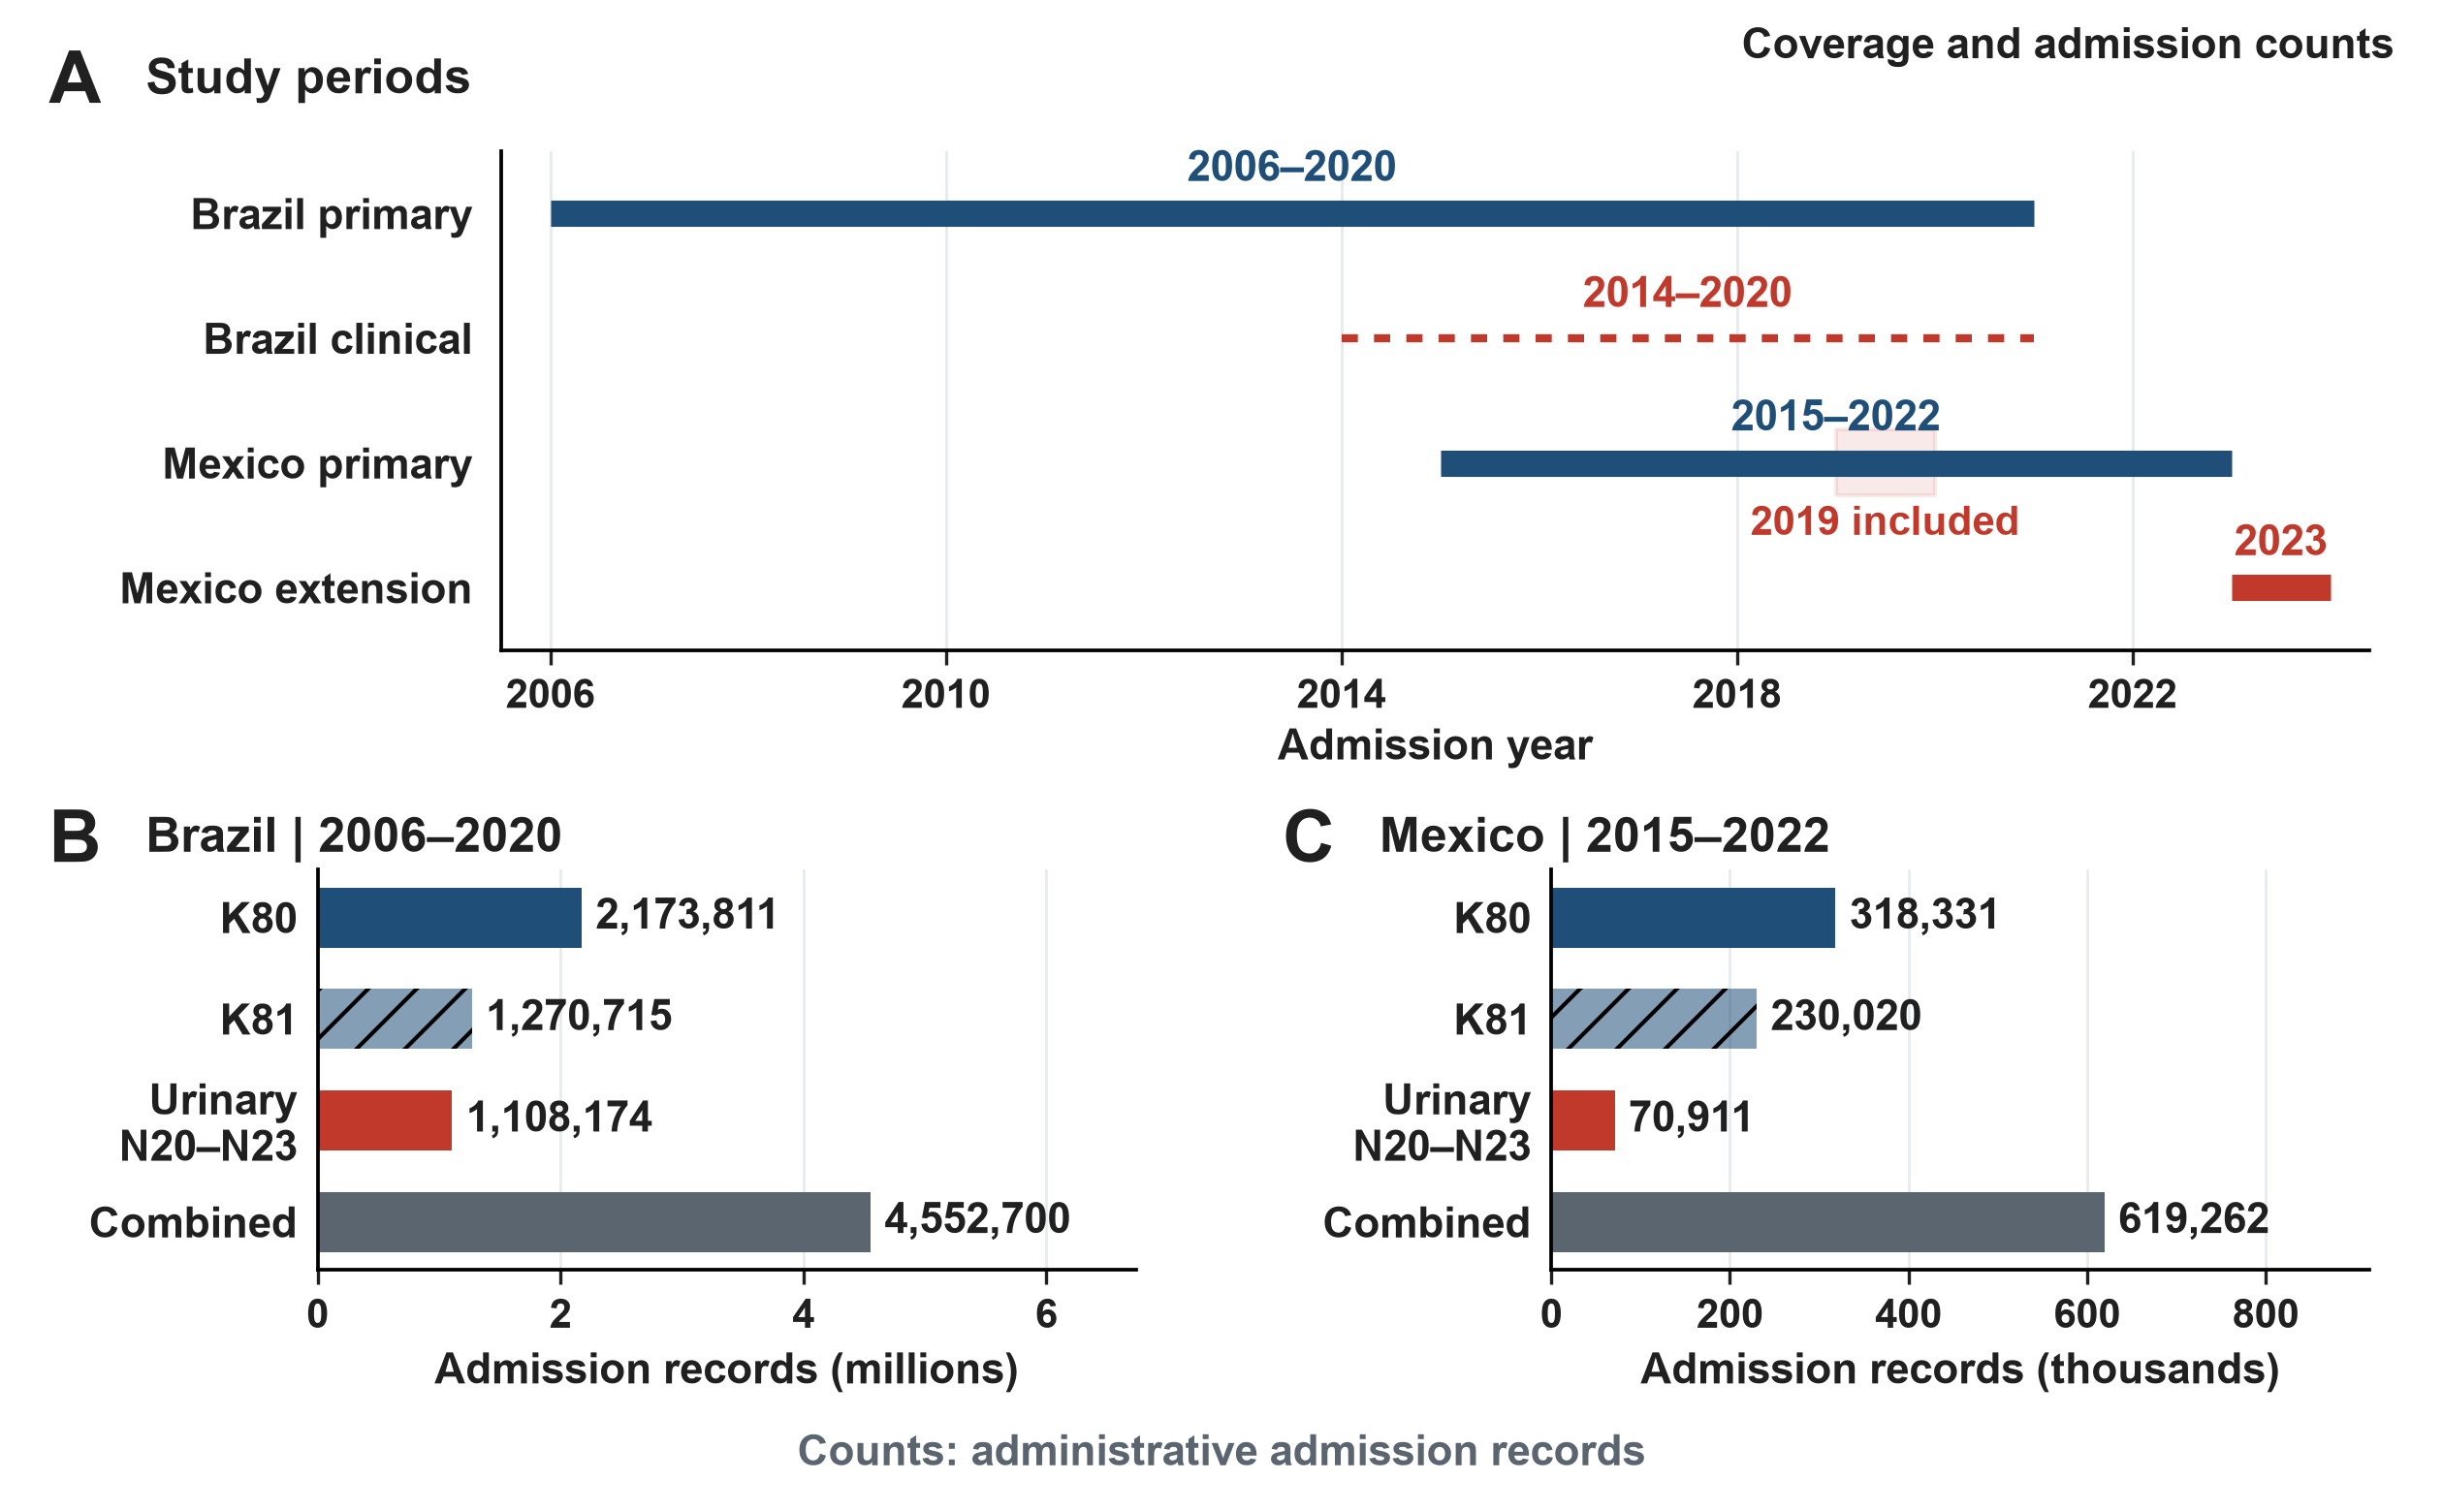 Coverage and admission counts
A Study periods
2006–2020
Brazil primary
2014–2020
Brazil clinical
2015–2022
Mexico primary
2019 included
2023
Mexico extension
2006 2010 2014 2018 2022
Admission year
B Brazil | 2006–2020
K80 2,173,811
K81 1,270,715
Urinary
N20–N23
1,108,174
Combined 4,552,700
0 2 4 6
Admission records (millions)
C Mexico | 2015–2022
K80 318,331
K81 230,020
Urinary
N20–N23
70,911
Combined 619,262
0 200 400 600 800
Admission records (thousands)
Counts: administrative admission records